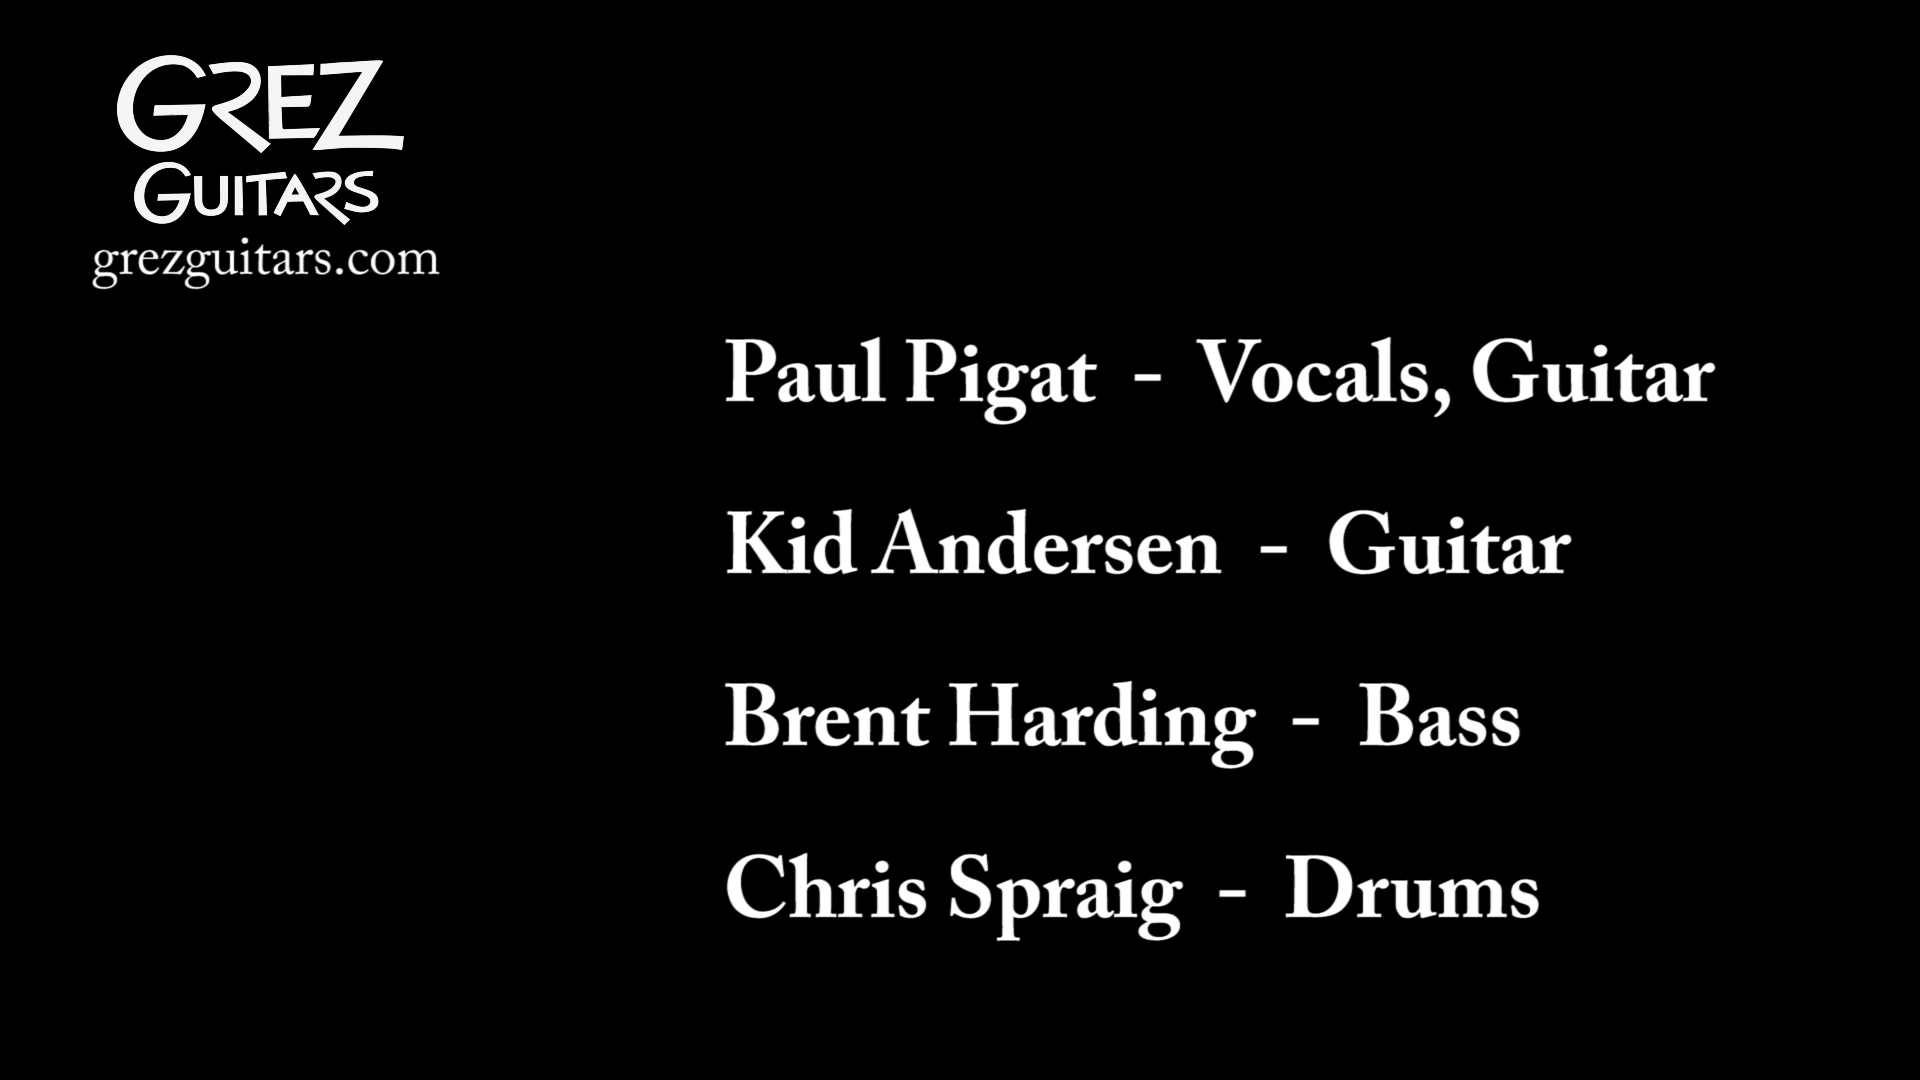 GREZ
GUITARS
grezguitars.com
Paul Pigat - Vocals, Guitar
Kid Andersen - Guitar
Brent Harding - Bass
Chris Spraig - Drums